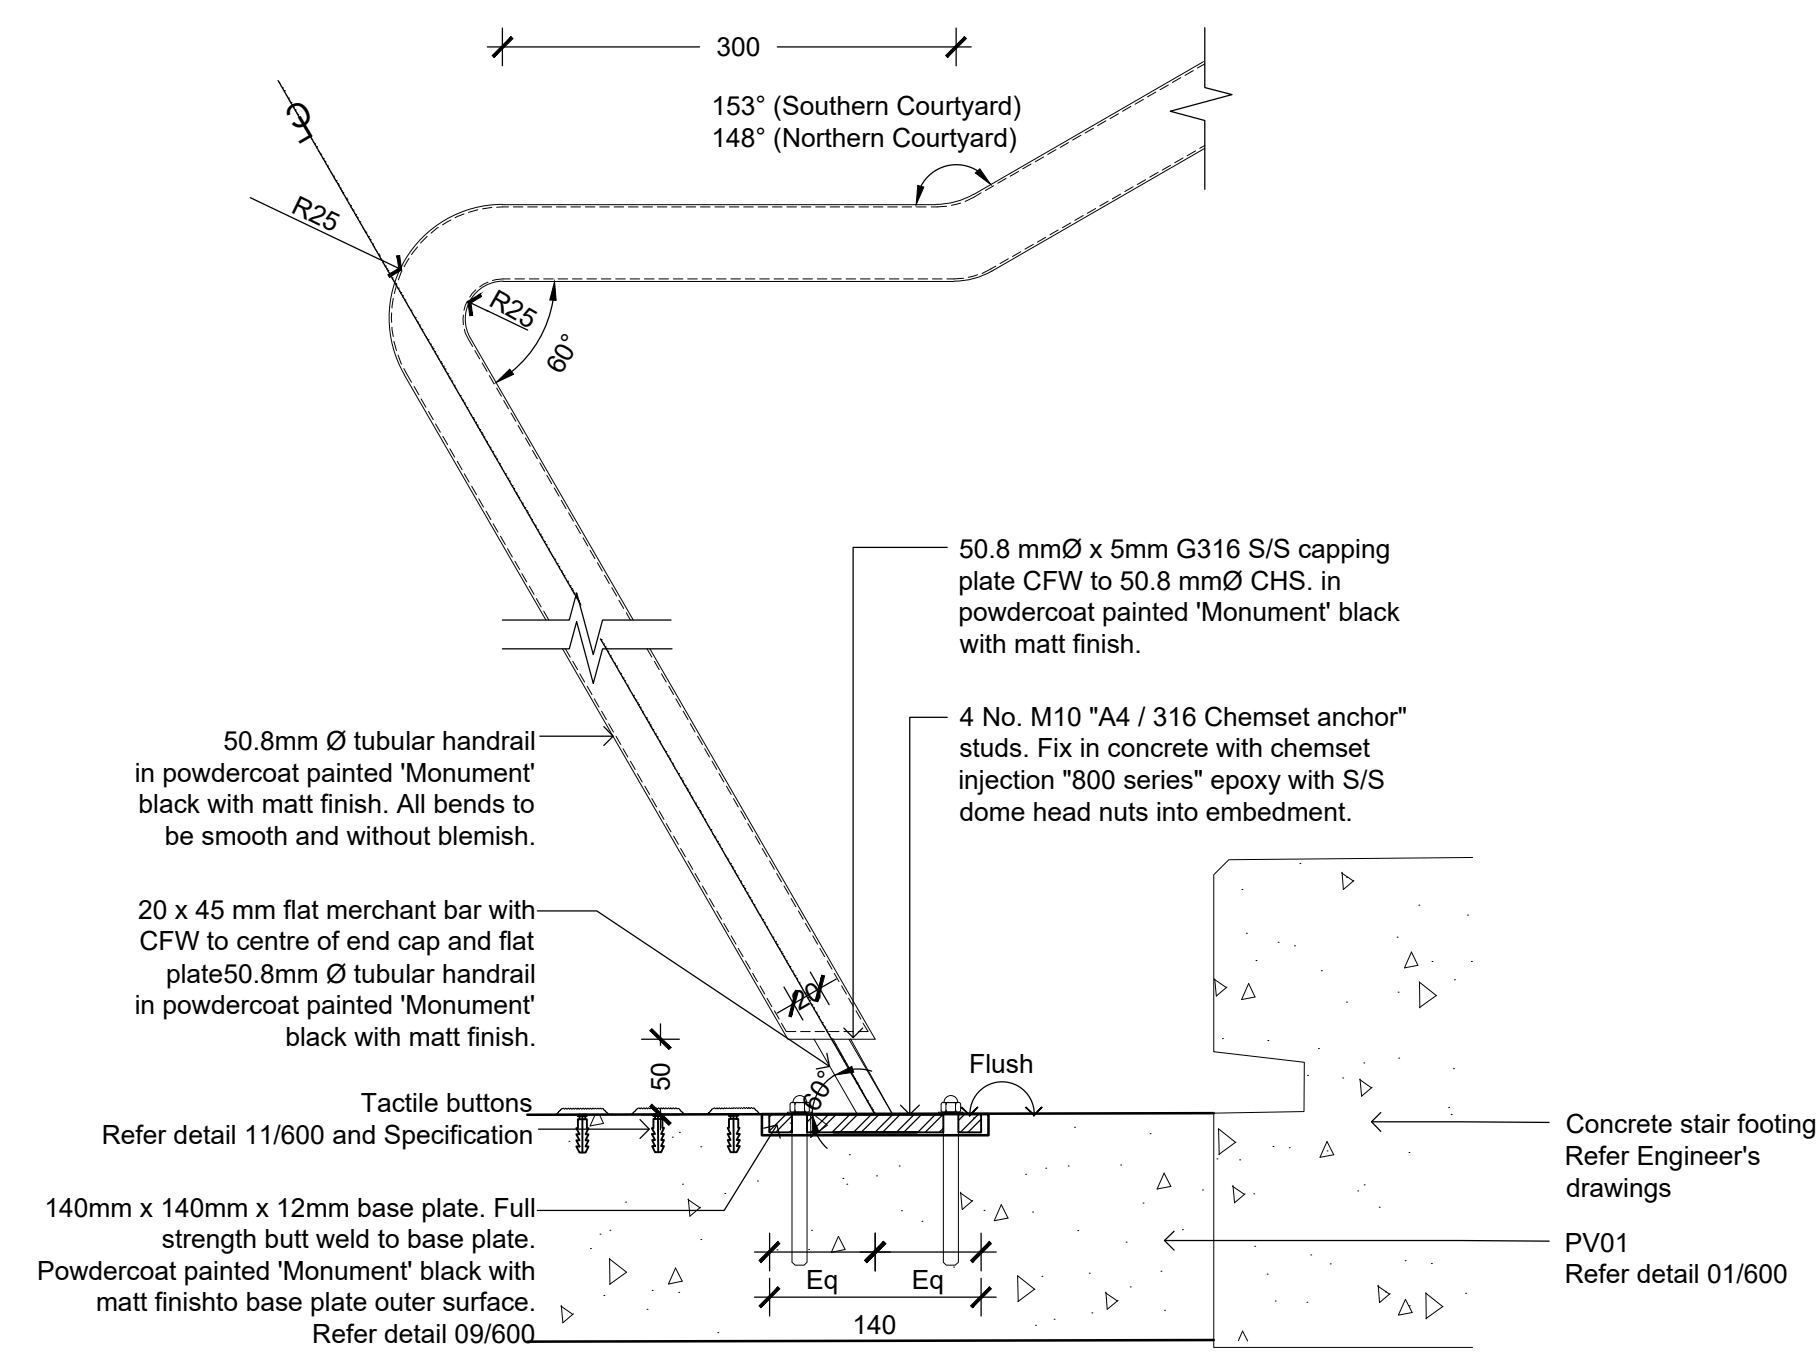 300
153° (Southern Courtyard)
148° (Northern Courtyard)
CL
R25
R25
60°
50.8 mmØ x 5mm G316 S/S capping
plate CFW to 50.8 mmØ CHS. in
powdercoat painted 'Monument' black
with matt finish.
4 No. M10 "A4 / 316 Chemset anchor"
studs. Fix in concrete with chemset
injection "800 series" epoxy with S/S
dome head nuts into embedment.
50.8mm Ø tubular handrail
in powdercoat painted 'Monument'
black with matt finish. All bends to
be smooth and without blemish.
20 x 45 mm flat merchant bar with
CFW to centre of end cap and flat
plate50.8mm Ø tubular handrail
in powdercoat painted 'Monument'
black with matt finish.
20
50
60°
Flush
Tactile buttons
Refer detail 11/600 and Specification
140mm x 140mm x 12mm base plate. Full
strength butt weld to base plate.
Powdercoat painted 'Monument' black with
matt finishto base plate outer surface.
Refer detail 09/600
Eq
Eq
140
Concrete stair footing
Refer Engineer's
drawings
PV01
Refer detail 01/600